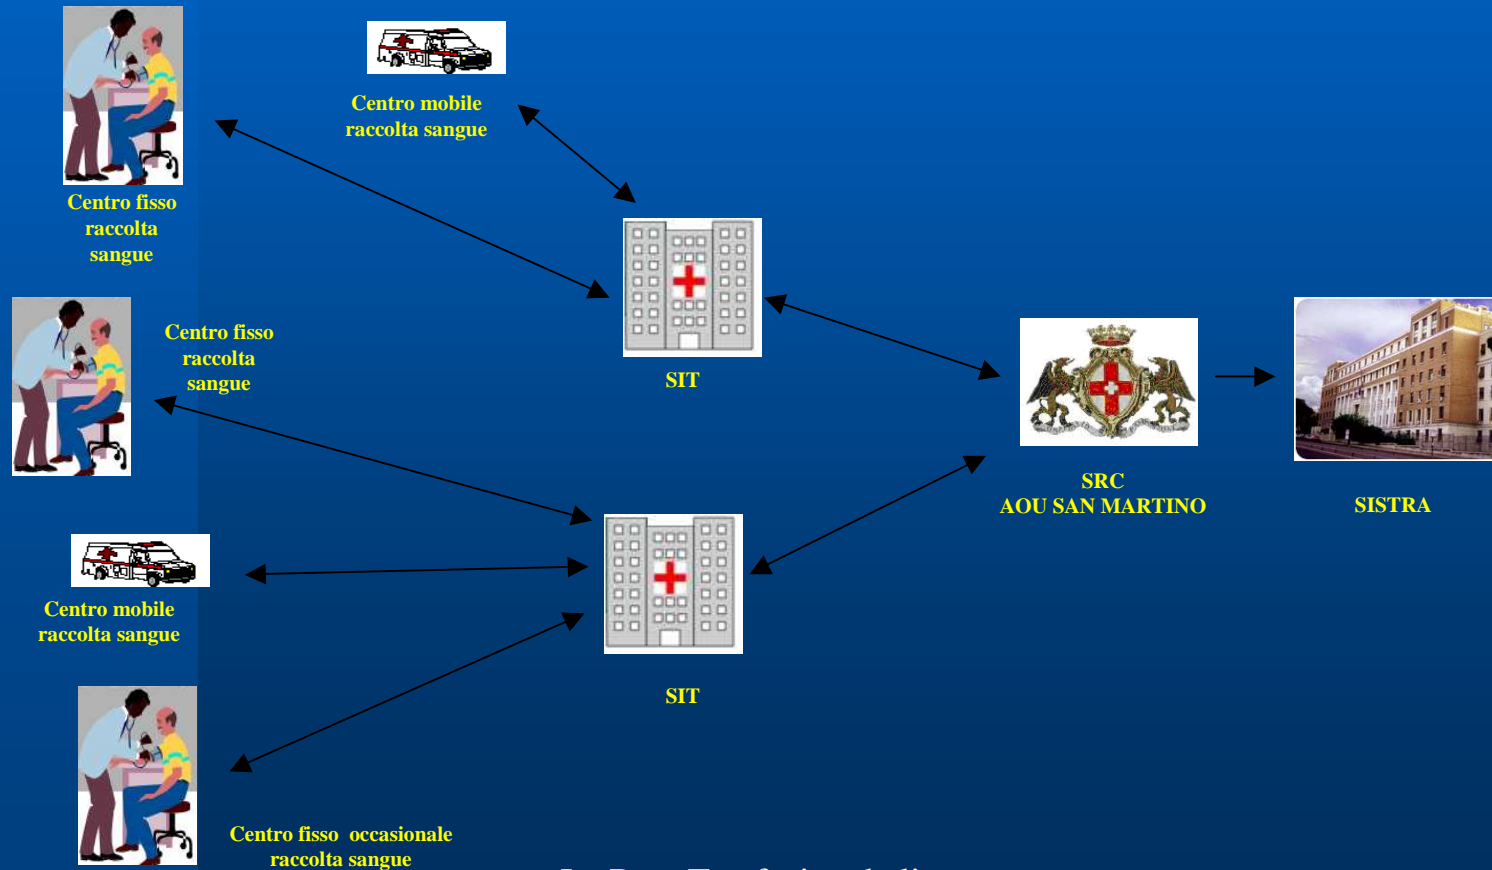 Centro mobile
raccolta sangue
Centro fisso
raccolta
sangue
Centro fisso
raccolta
sangue
SIT
SRC
AOU SAN MARTINO
SISTRA
Centro mobile
raccolta sangue
SIT
Centro fisso occasionale
raccolta sangue